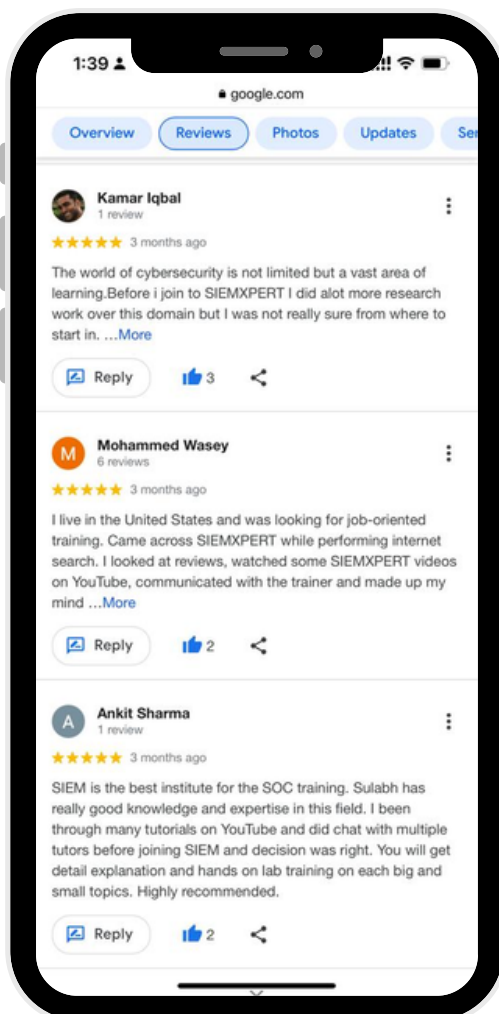 1:39
google.com
Overview
Reviews
Photos
Updates
Ser
Kamar Iqbal
1 review
3 months ago
The world of cybersecurity is not limited but a vast area of
learning.Before i join to SIEMXPERT I did alot more research
work over this domain but I was not really sure from where to
start in. ...More
Reply
3
M
Mohammed Wasey
6 reviews
3 months ago
I live in the United States and was looking for job-oriented
training. Came across SIEMXPERT while performing internet
search. I looked at reviews, watched some SIEMXPERT videos
on YouTube, communicated with the trainer and made up my
mind ...More
Reply
2
A
Ankit Sharma
1 review
3 months ago
SIEM is the best institute for the SOC training. Sulabh has
really good knowledge and expertise in this field. I been
through many tutorials on YouTube and did chat with multiple
tutors before joining SIEM and decision was right. You will get
detail explanation and hands on lab training on each big and
small topics. Highly recommended.
Reply
2